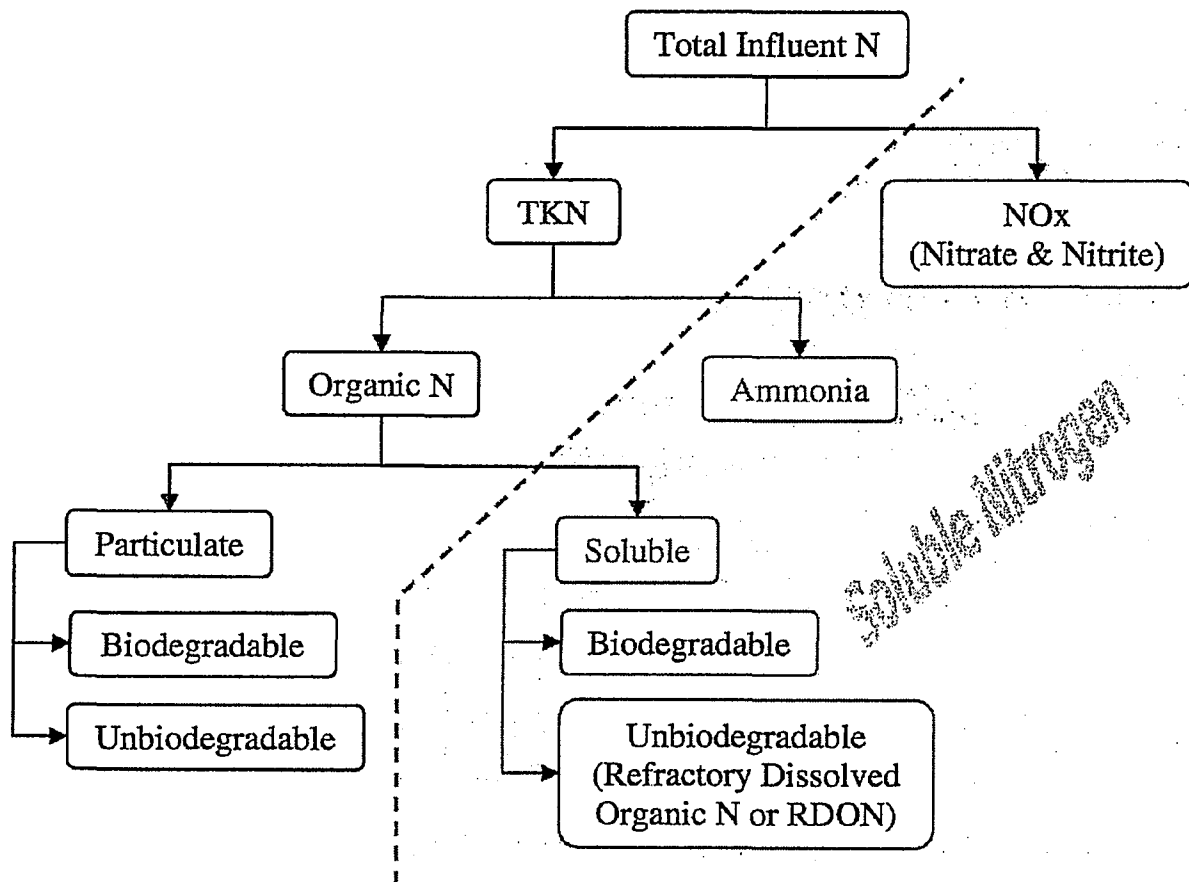 Total Influent N
TKN
NOx
(Nitrate & Nitrite)
Organic N
Ammonia
Soluble Nitrogen
Particulate
Soluble
Biodegradable
Biodegradable
Unbiodegradable
Unbiodegradable
(Refractory Dissolved
Organic N or RDON)